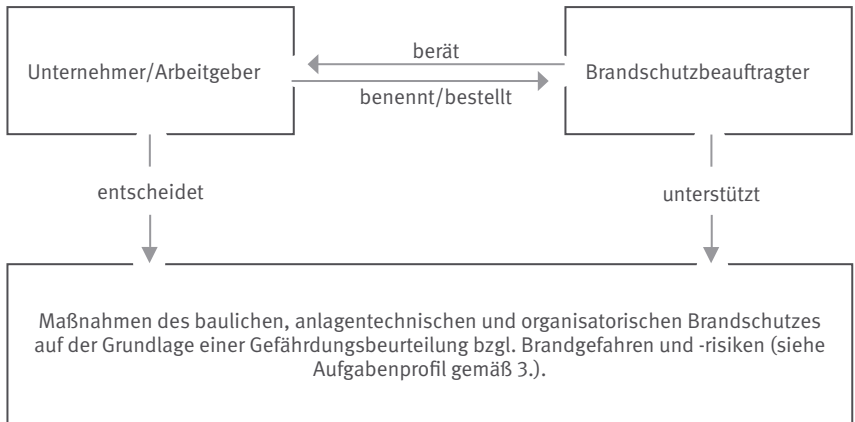 berät
Unternehmer/Arbeitgeber
Brandschutzbeauftragter
benennt/bestellt
entscheidet
unterstützt
Maßnahmen des baulichen, anlagentechnischen und organisatorischen Brandschutzes
auf der Grundlage einer Gefährdungsbeurteilung bzgl. Brandgefahren und -risiken (siehe
Aufgabenprofil gemäß 3.).